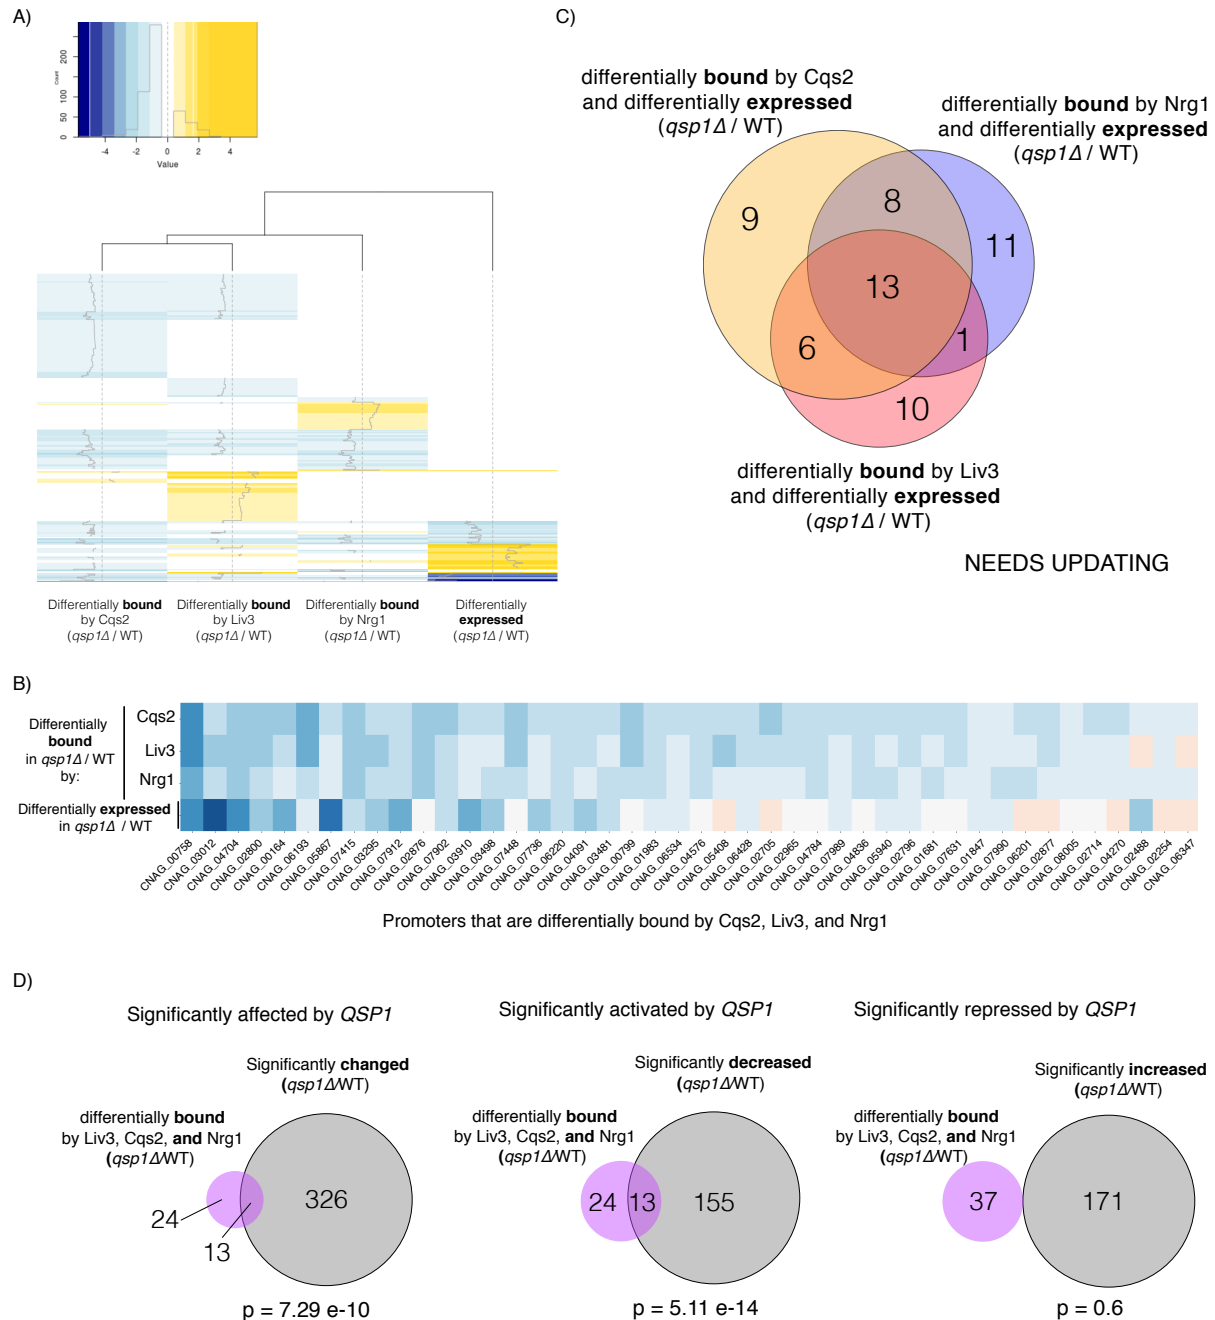 A)
200
100
50
0
Count
-4
-2
0
2
4
Value
Differentially bound
by Cqs2
(qsp1Δ / WT)
Differentially bound
by Liv3
(qsp1Δ / WT)
Differentially bound
by Nrg1
(qsp1Δ / WT)
Differentially
expressed
(qsp1Δ / WT)
C)
differentially bound by Cqs2
and differentially expressed
(qsp1Δ / WT)
differentially bound by Nrg1
and differentially expressed
(qsp1Δ / WT)
9
8
11
13
6
1
10
differentially bound by Liv3
and differentially expressed
(qsp1Δ / WT)
NEEDS UPDATING
B)
Differentially
bound
in qsp1Δ / WT
by:
Cqs2
Liv3
Nrg1
Differentially expressed
in qsp1Δ / WT
CNAG_00758
CNAG_03012
CNAG_04704
CNAG_02800
CNAG_00164
CNAG_06193
CNAG_05867
CNAG_07415
CNAG_03295
CNAG_07912
CNAG_02876
CNAG_07902
CNAG_03910
CNAG_03498
CNAG_07448
CNAG_07736
CNAG_06220
CNAG_04091
CNAG_03481
CNAG_00799
CNAG_01983
CNAG_06534
CNAG_04576
CNAG_05408
CNAG_06428
CNAG_02705
CNAG_02965
CNAG_04784
CNAG_07989
CNAG_04836
CNAG_05940
CNAG_02796
CNAG_01681
CNAG_07631
CNAG_01847
CNAG_07990
CNAG_06201
CNAG_02877
CNAG_08005
CNAG_02714
CNAG_04270
CNAG_02488
CNAG_02254
CNAG_06347
Promoters that are differentially bound by Cqs2, Liv3, and Nrg1
D)
Significantly affected by QSP1
Significantly changed
(qsp1Δ/WT)
differentially bound
by Liv3, Cqs2, and Nrg1
(qsp1Δ/WT)
326
24
13
p = 7.29 e-10
Significantly activated by QSP1
Significantly decreased
(qsp1Δ/WT)
differentially bound
by Liv3, Cqs2, and Nrg1
(qsp1Δ/WT)
24
13
155
p = 5.11 e-14
Significantly repressed by QSP1
Significantly increased
(qsp1Δ/WT)
differentially bound
by Liv3, Cqs2, and Nrg1
(qsp1Δ/WT)
37
171
p = 0.6